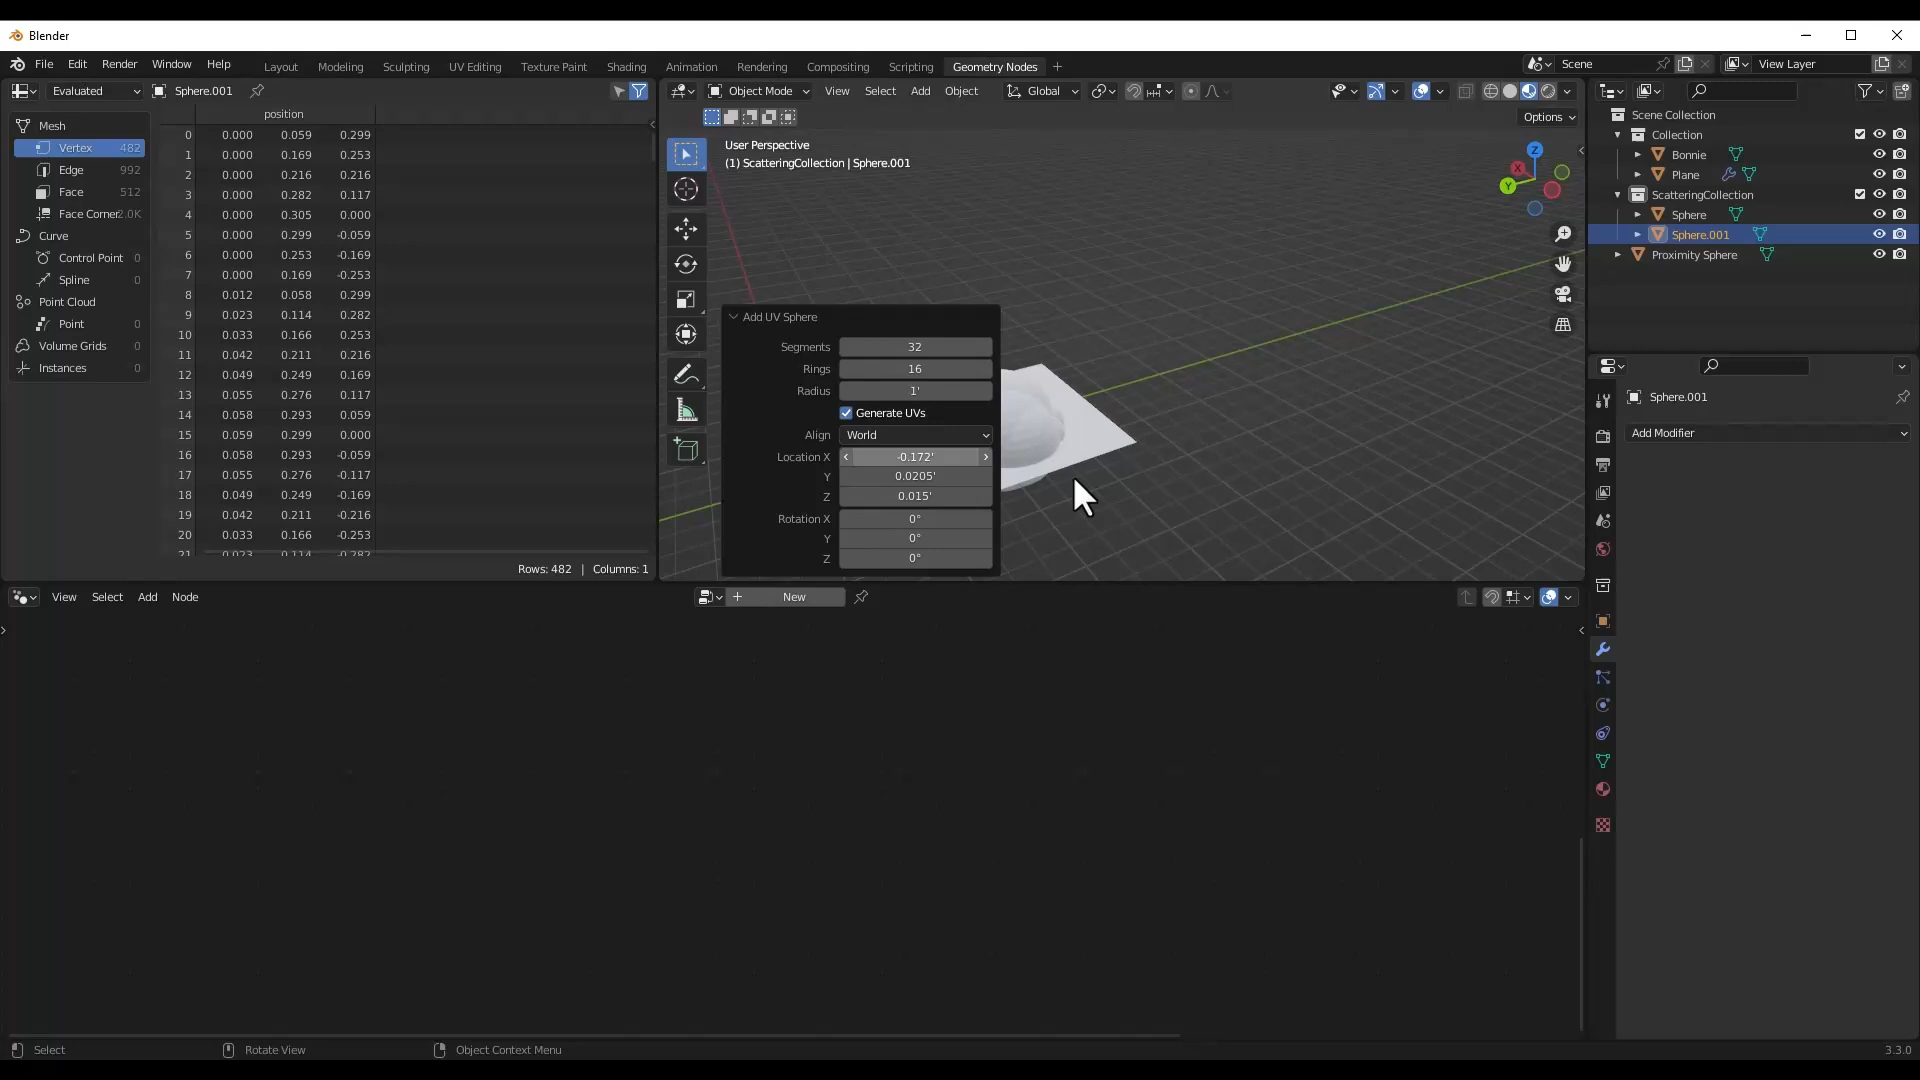 Blender
File Edit Render Window Help
Layout Modeling Sculpting UV Editing Texture Paint Shading Animation Rendering Compositing Scripting Geometry Nodes
Scene
View Layer
Evaluated
Sphere.001
Object Mode
View Select Add Object
Global
position
Options
Mesh
Vertex 482
Edge 992
Face 512
Face Corner 2.0K
Curve
Control Point 0
Spline 0
Point Cloud
Point 0
Volume Grids 0
Instances 0
0 0.000 0.059 0.299
1 0.000 0.169 0.253
2 0.000 0.216 0.216
3 0.000 0.282 0.117
4 0.000 0.305 0.000
5 0.000 0.299 -0.059
6 0.000 0.253 -0.169
7 0.000 0.169 -0.253
8 0.012 0.058 0.299
9 0.023 0.114 0.282
10 0.033 0.166 0.253
11 0.042 0.211 0.216
12 0.049 0.249 0.169
13 0.055 0.276 0.117
14 0.058 0.293 0.059
15 0.059 0.299 0.000
16 0.058 0.293 -0.059
17 0.055 0.276 -0.117
18 0.049 0.249 -0.169
19 0.042 0.211 -0.216
20 0.033 0.166 -0.253
21 0.023 0.114 -0.282
Rows: 482 | Columns: 1
User Perspective
(1) ScatteringCollection | Sphere.001
Z
X
Y
Add UV Sphere
Segments 32
Rings 16
Radius 1'
Generate UVs
Align World
Location X -0.172'
Y 0.0205'
Z 0.015'
Rotation X 0°
Y 0°
Z 0°
Scene Collection
Collection
Bonnie
Plane
ScatteringCollection
Sphere
Sphere.001
Proximity Sphere
Sphere.001
Add Modifier
View Select Add Node
New
Select
Rotate View
Object Context Menu
3.3.0